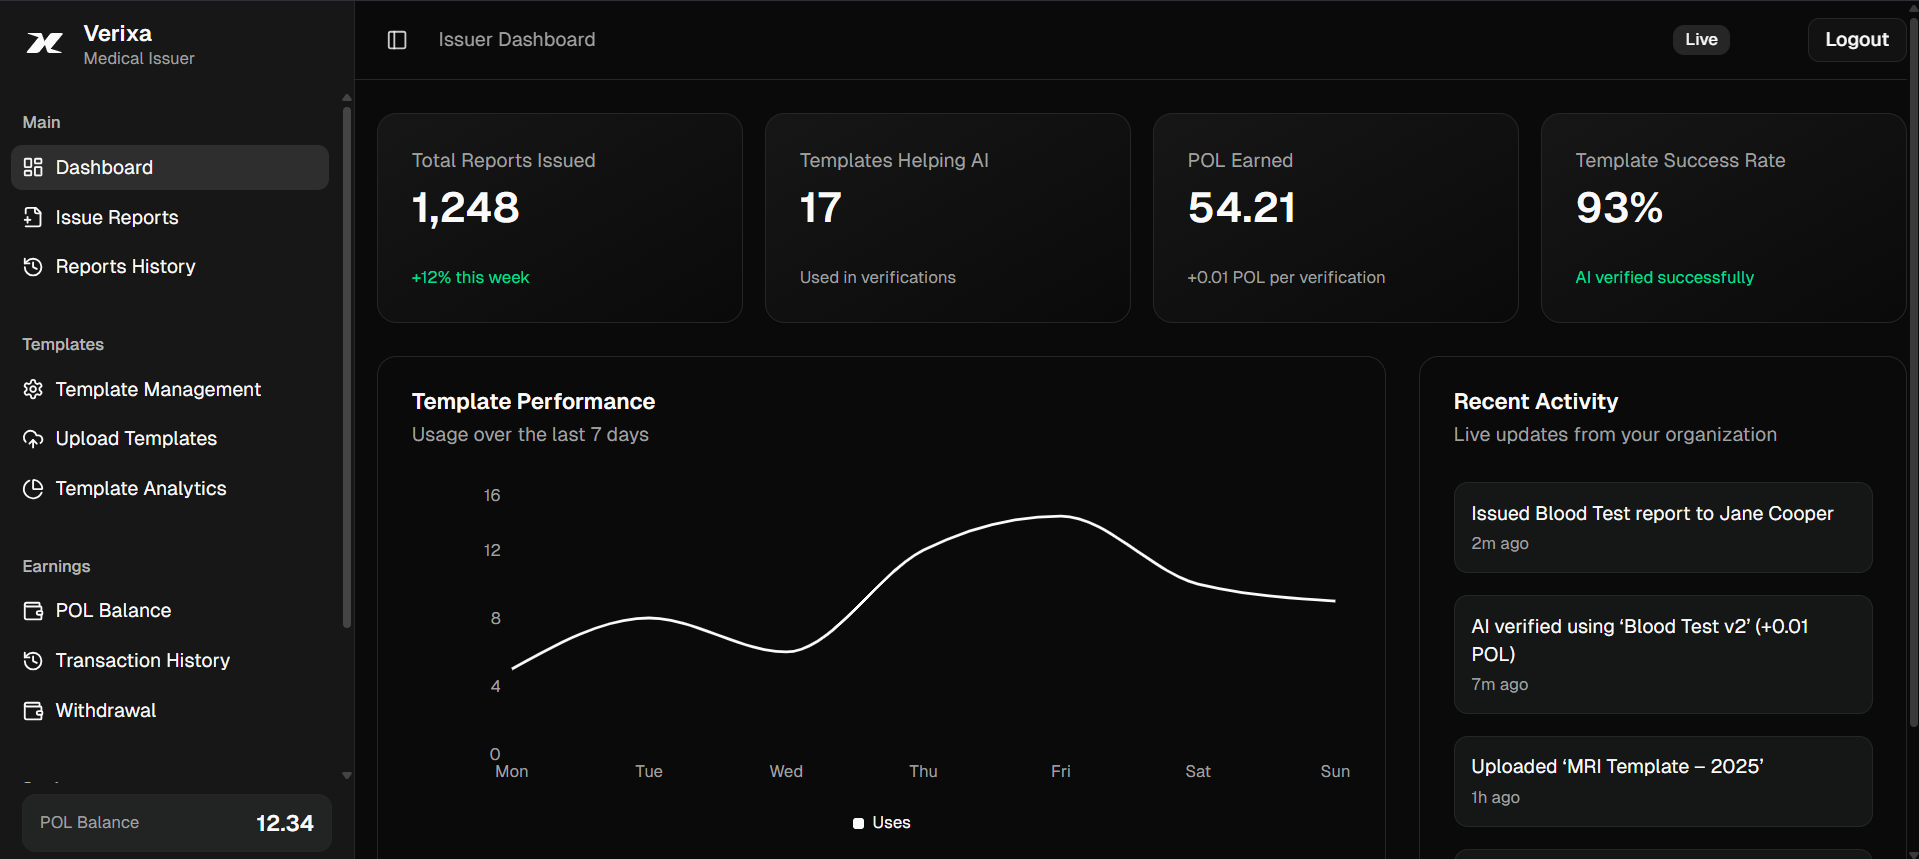 Verixa
Medical Issuer
Main
Dashboard
Issue Reports
Reports History
Templates
Template Management
Upload Templates
Template Analytics
Earnings
POL Balance
Transaction History
Withdrawal
POL Balance
12.34
Issuer Dashboard
Live
Logout
Total Reports Issued
1,248
+12% this week
Templates Helping AI
17
Used in verifications
POL Earned
54.21
+0.01 POL per verification
Template Success Rate
93%
AI verified successfully
Template Performance
Usage over the last 7 days
16
12
8
4
0
Mon
Tue
Wed
Thu
Fri
Sat
Sun
Uses
Recent Activity
Live updates from your organization
Issued Blood Test report to Jane Cooper
2m ago
AI verified using ‘Blood Test v2’ (+0.01
POL)
7m ago
Uploaded ‘MRI Template – 2025’
1h ago